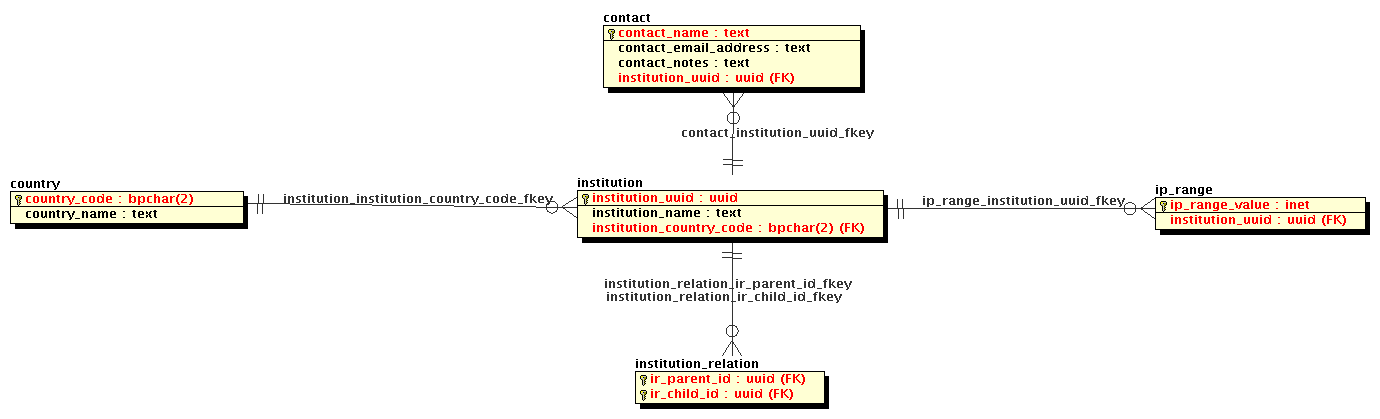 contact
contact_name : text
contact_email_address : text
contact_notes : text
institution_uuid : uuid (FK)
contact_institution_uuid_fkey
country
country_code : bpchar(2)
country_name : text
institution_institution_country_code_fkey
institution
institution_uuid : uuid
institution_name : text
institution_country_code : bpchar(2) (FK)
ip_range_institution_uuid_fkey
ip_range
ip_range_value : inet
institution_uuid : uuid (FK)
institution_relation_ir_parent_id_fkey
institution_relation_ir_child_id_fkey
institution_relation
ir_parent_id : uuid (FK)
ir_child_id : uuid (FK)